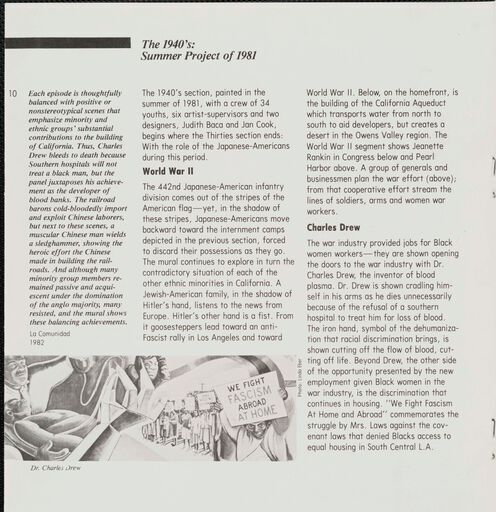 The 1940's:
Summer Project of 1981
10
Each episode is thoughtfully
balanced with positive or
nonstereotypical scenes that
emphasize minority and
ethnic groups' substantial
contributions to the building
of California. Thus, Charles
Drew bleeds to death because
Southern hospitals will not
treat a black man, but the
panel juxtaposes his achieve-
ment as the developer of
blood banks. The railroad
barons cold-bloodedly import
and exploit Chinese laborers,
but next to these scenes, a
muscular Chinese man wields
a sledghammer, showing the
heroic effort the Chinese
made in building the rail-
roads. And although many
minority group members re-
mained passive and acqui-
escent under the domination
of the anglo majority, many
resisted, and the mural shows
these balancing achievements.
La Comunidad
1982
The 1940's section, painted in the
summer of 1981, with a crew of 34
youths, six artist-supervisors and two
designers, Judith Baca and Jan Cook,
begins where the Thirties section ends:
With the role of the Japanese-Americans
during this period.
World War II
The 442nd Japanese-American infantry
division comes out of the stripes of the
American flag—yet, in the shadow of
these stripes, Japanese-Americans move
backward toward the internment camps
depicted in the previous section, forced
to discard their possessions as they go.
The mural continues to explore in turn the
contradictory situation of each of the
other ethnic minorities in California. A
Jewish-American family, in the shadow of
Hitler's hand, listens to the news from
Europe. Hitler's other hand is a fist. From
it goosesteppers lead toward an anti-
Fascist rally in Los Angeles and toward
World War II. Below, on the homefront, is
the building of the California Aqueduct
which transports water from north to
south to aid developers, but creates a
desert in the Owens Valley region. The
World War II segment shows Jeanette
Rankin in Congress below and Pearl
Harbor above. A group of generals and
businessmen plan the war effort (above);
from that cooperative effort stream the
lines of soldiers, arms and women war
workers.
Charles Drew
The war industry provided jobs for Black
women workers—they are shown opening
the doors to the war industry with Dr.
Charles Drew, the inventor of blood
plasma. Dr. Drew is shown cradling him-
self in his arms as he dies unnecessarily
because of the refusal of a southern
hospital to treat him for loss of blood.
The iron hand, symbol of the dehumaniza-
tion that racial discrimination brings, is
shown cutting off the flow of blood, cut-
ting off life. Beyond Drew, the other side
of the opportunity presented by the new
employment given Black women in the
war industry, is the discrimination that
continues in housing. "We Fight Fascism
At Home and Abroad" commemorates the
struggle by Mrs. Laws against the cov-
enant laws that denied Blacks access to
equal housing in South Central L.A.
WE FIGHT
FASCISM
ABROAD
AT HOME
Photo: Linda Eber
Dr. Charles Drew